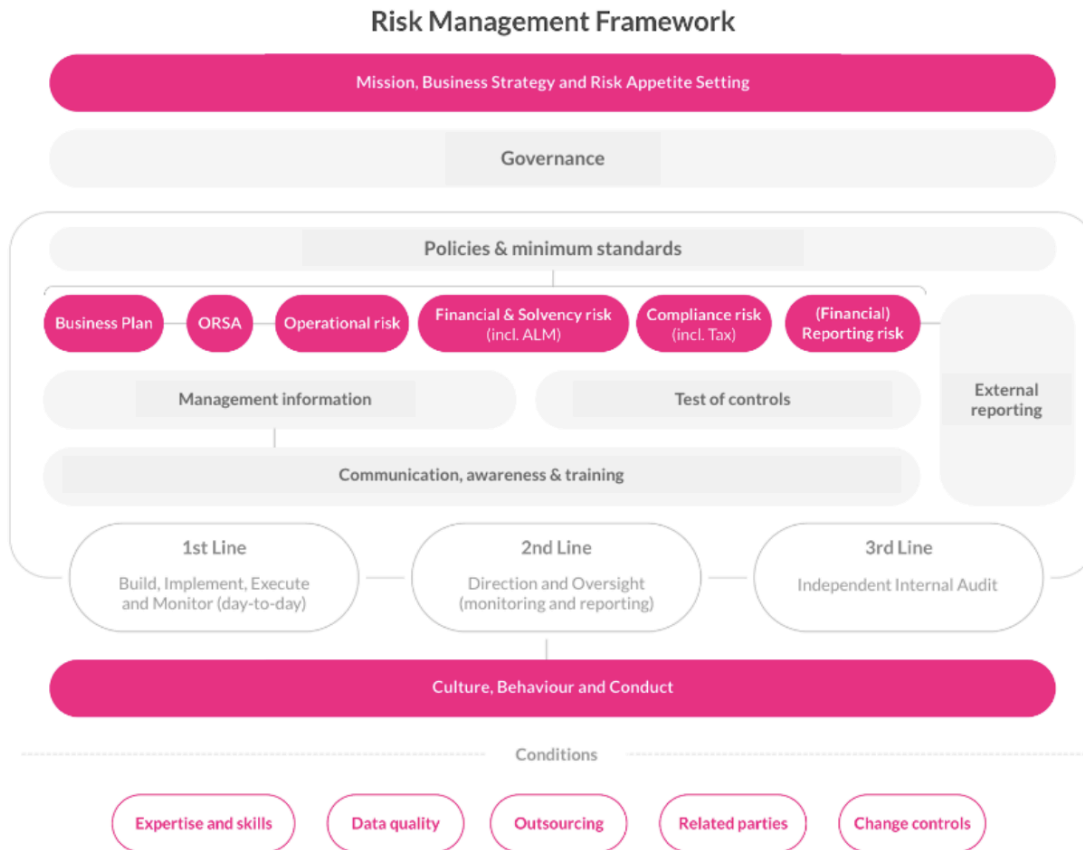 Risk Management Framework
Mission, Business Strategy and Risk Appetite Setting
Governance
Policies & minimum standards
Business Plan
ORSA
Operational risk
Financial & Solvency risk
(incl. ALM)
Compliance risk
(incl. Tax)
(Financial)
Reporting risk
Management information
Test of controls
External
reporting
Communication, awareness & training
1st Line
Build, Implement, Execute
and Monitor (day-to-day)
2nd Line
Direction and Oversight
(monitoring and reporting)
3rd Line
Independent Internal Audit
Culture, Behaviour and Conduct
Conditions
Expertise and skills
Data quality
Outsourcing
Related parties
Change controls